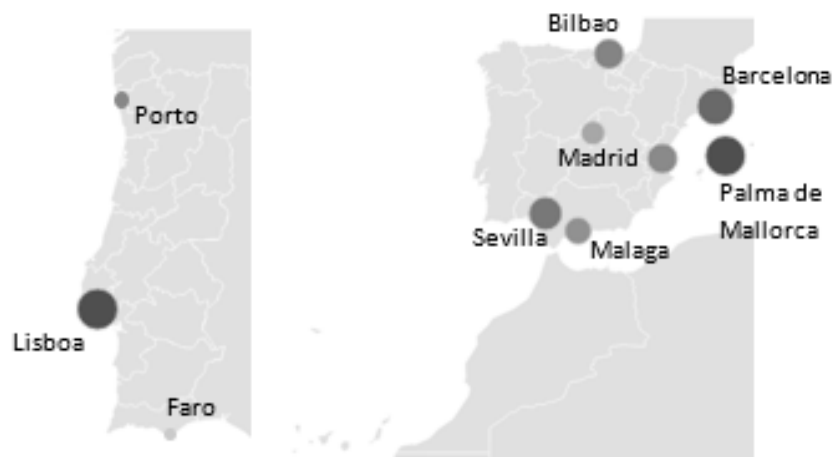 Bilbao
Barcelona
Porto
Madrid
Palma de
Mallorca
Sevilla
Malaga
Lisboa
Faro